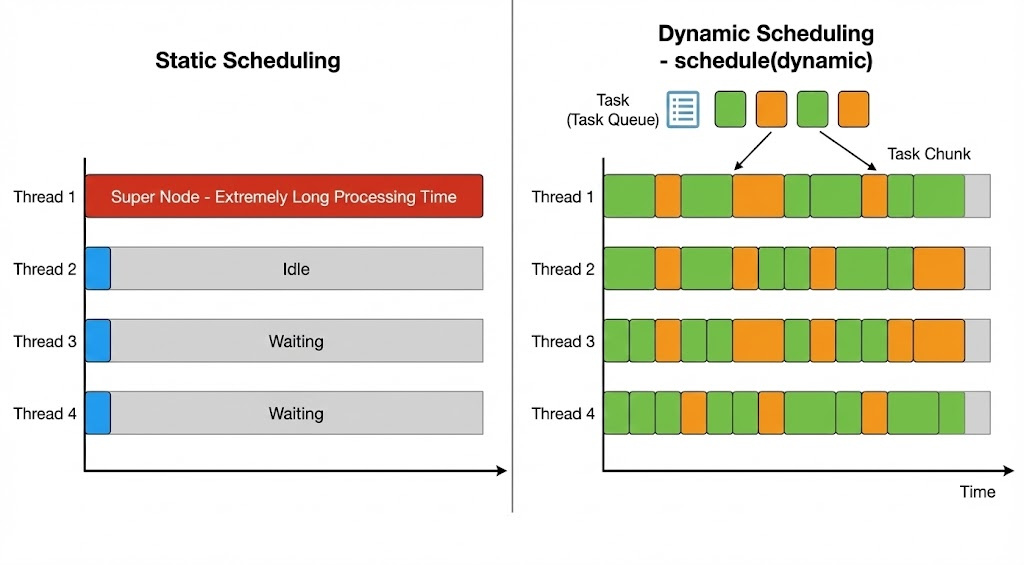 Static Scheduling
Thread 1
Super Node - Extremely Long Processing Time
Thread 2
Idle
Thread 3
Waiting
Thread 4
Waiting
Dynamic Scheduling
- schedule(dynamic)
Task
(Task Queue)
Task Chunk
Thread 1
Thread 2
Thread 3
Thread 4
Time